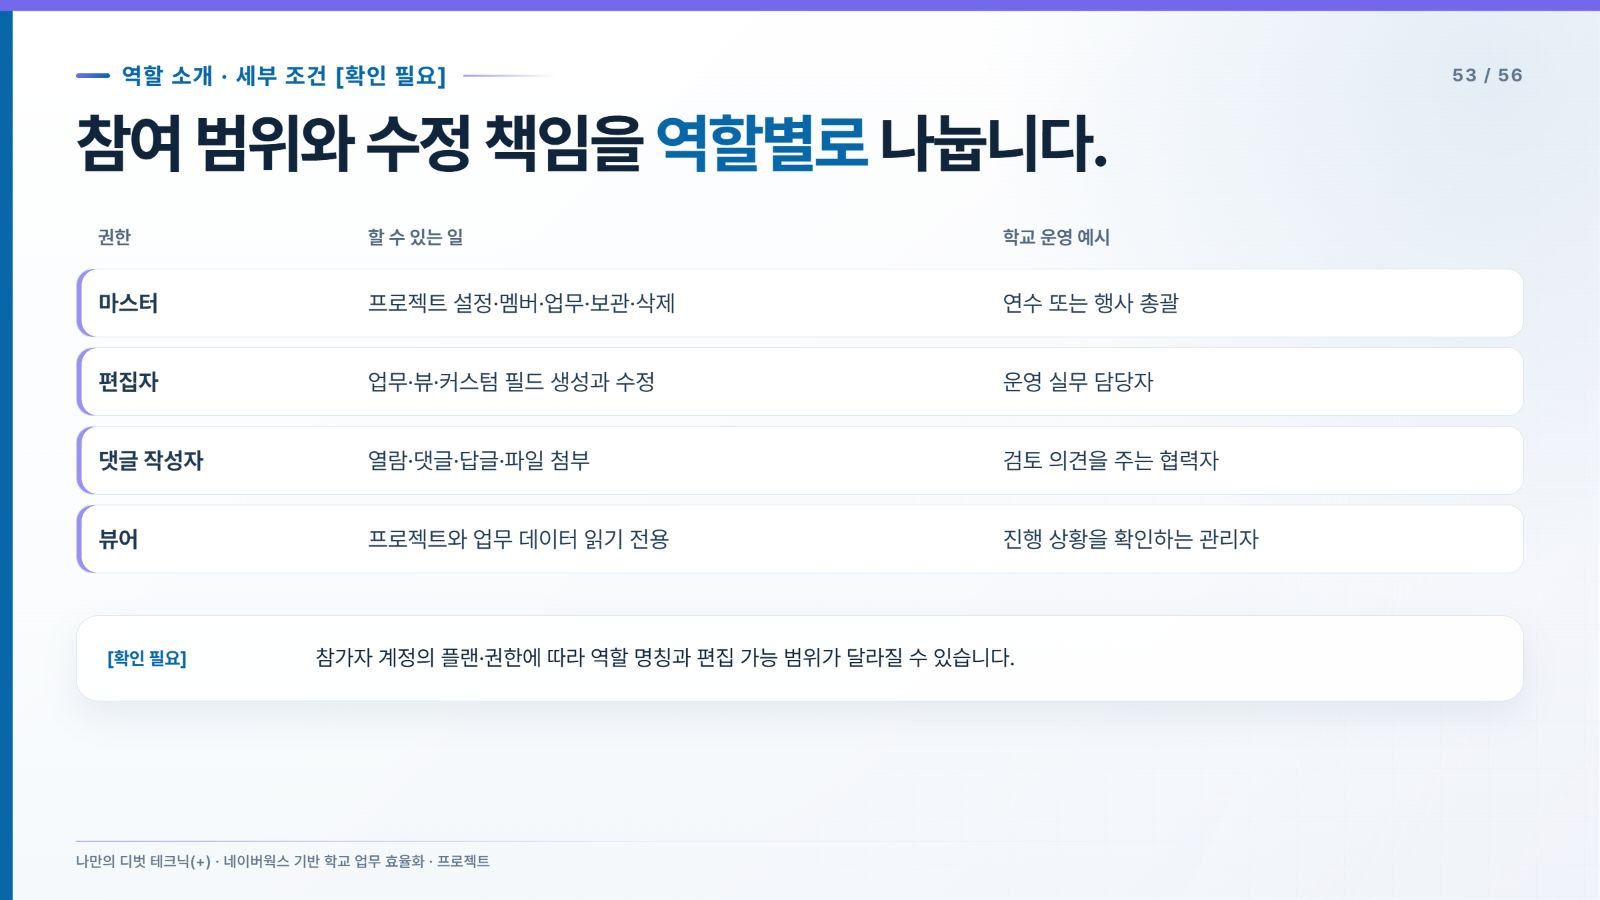 역할 소개 · 세부 조건 [확인 필요]
53 / 56
참여 범위와 수정 책임을 역할별로 나눕니다.
권한 할 수 있는 일 학교 운영 예시
마스터 프로젝트 설정·멤버·업무·보관·삭제 연수 또는 행사 총괄
편집자 업무·뷰·커스텀 필드 생성과 수정 운영 실무 담당자
댓글 작성자 열람·댓글·답글·파일 첨부 검토 의견을 주는 협력자
뷰어 프로젝트와 업무 데이터 읽기 전용 진행 상황을 확인하는 관리자
[확인 필요] 참가자 계정의 플랜·권한에 따라 역할 명칭과 편집 가능 범위가 달라질 수 있습니다.
나만의 디벗 테크닉(+) · 네이버웍스 기반 학교 업무 효율화 · 프로젝트